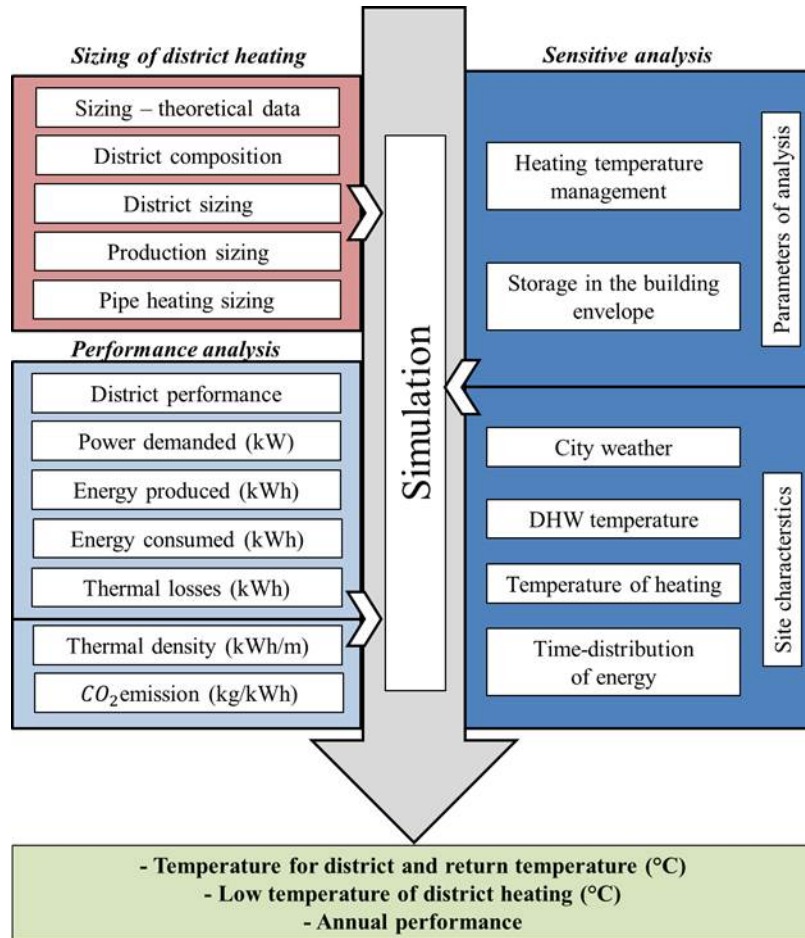 Sizing of district heating
Sizing – theoretical data
District composition
District sizing
Production sizing
Pipe heating sizing
Performance analysis
District performance
Power demanded (kW)
Energy produced (kWh)
Energy consumed (kWh)
Thermal losses (kWh)
Thermal density (kWh/m)
CO₂ emission (kg/kWh)
Simulation
Sensitive analysis
Heating temperature
management
Storage in the building
envelope
Parameters of analysis
City weather
DHW temperature
Temperature of heating
Time-distribution
of energy
Site characterstics
- Temperature for district and return temperature (°C)
- Low temperature of district heating (°C)
- Annual performance